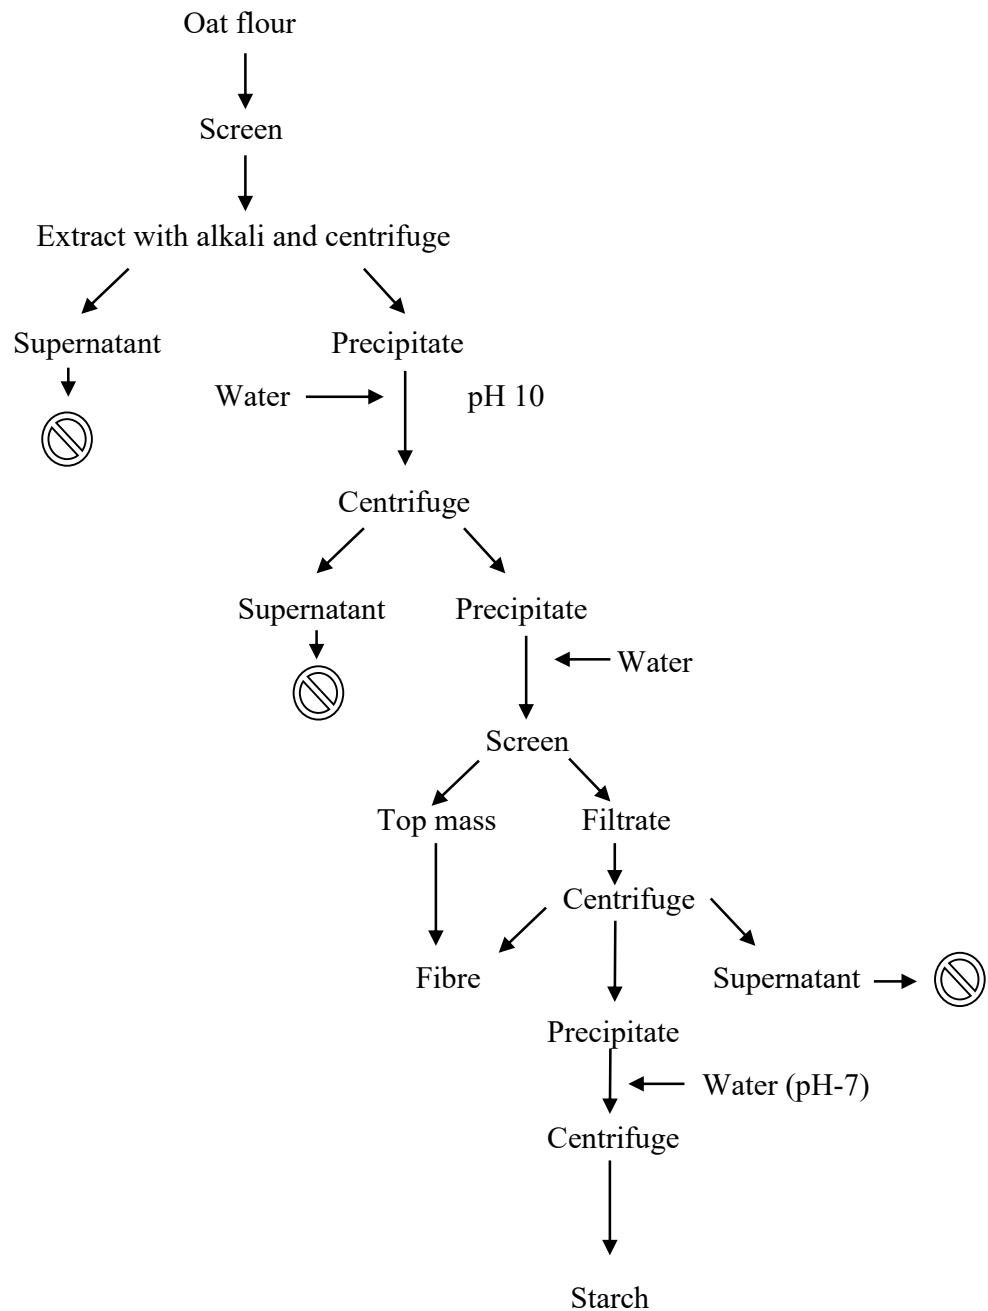 Oat flour
Screen
Extract with alkali and centrifuge
Supernatant
Precipitate
Water
pH 10
Centrifuge
Supernatant
Precipitate
Water
Screen
Top mass
Filtrate
Centrifuge
Fibre
Supernatant
Precipitate
Water (pH-7)
Centrifuge
Starch